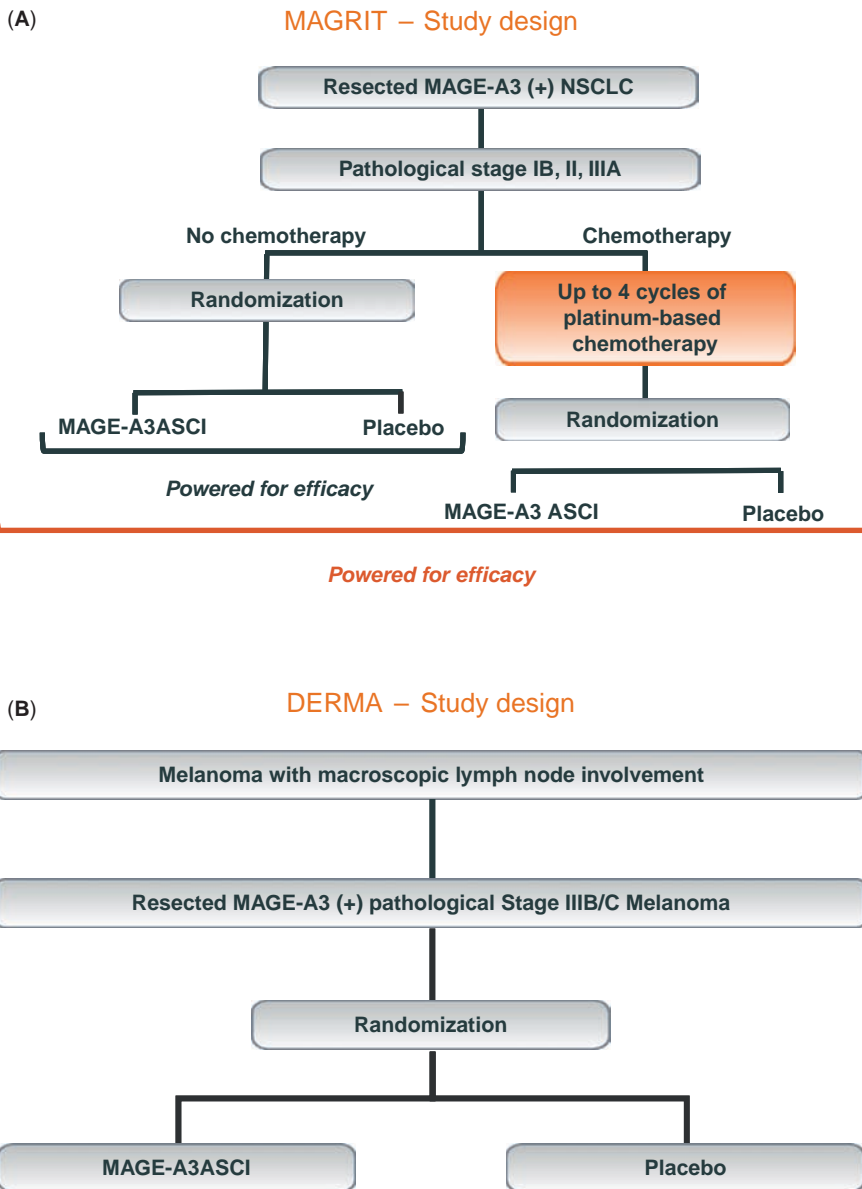 (A)
MAGRIT – Study design
Resected MAGE-A3 (+) NSCLC
Pathological stage IB, II, IIIA
No chemotherapy
Chemotherapy
Randomization
Up to 4 cycles of
platinum-based
chemotherapy
Randomization
MAGE-A3ASCI
Placebo
Powered for efficacy
MAGE-A3 ASCI
Placebo
Powered for efficacy
(B)
DERMA – Study design
Melanoma with macroscopic lymph node involvement
Resected MAGE-A3 (+) pathological Stage IIIB/C Melanoma
Randomization
MAGE-A3ASCI
Placebo